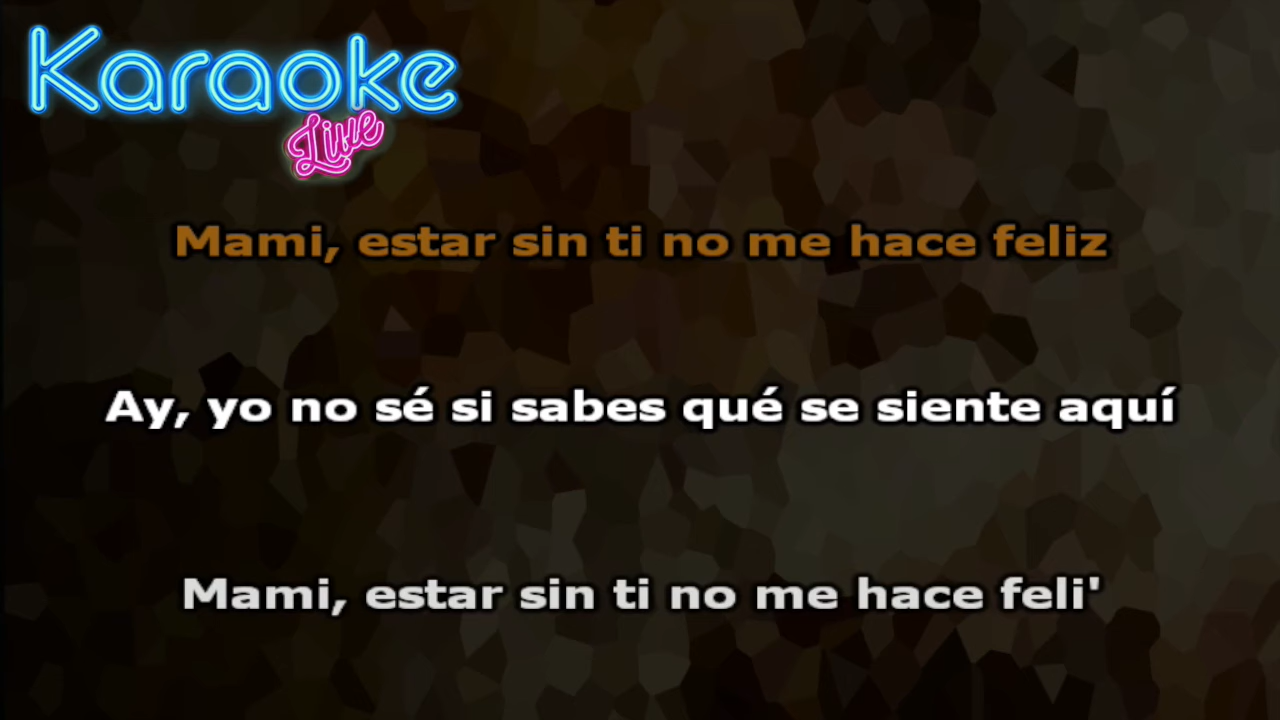 Karaoke
Live
Mami, estar sin ti no me hace feliz
Ay, yo no sé si sabes qué se siente aquí
Mami, estar sin ti no me hace feli'